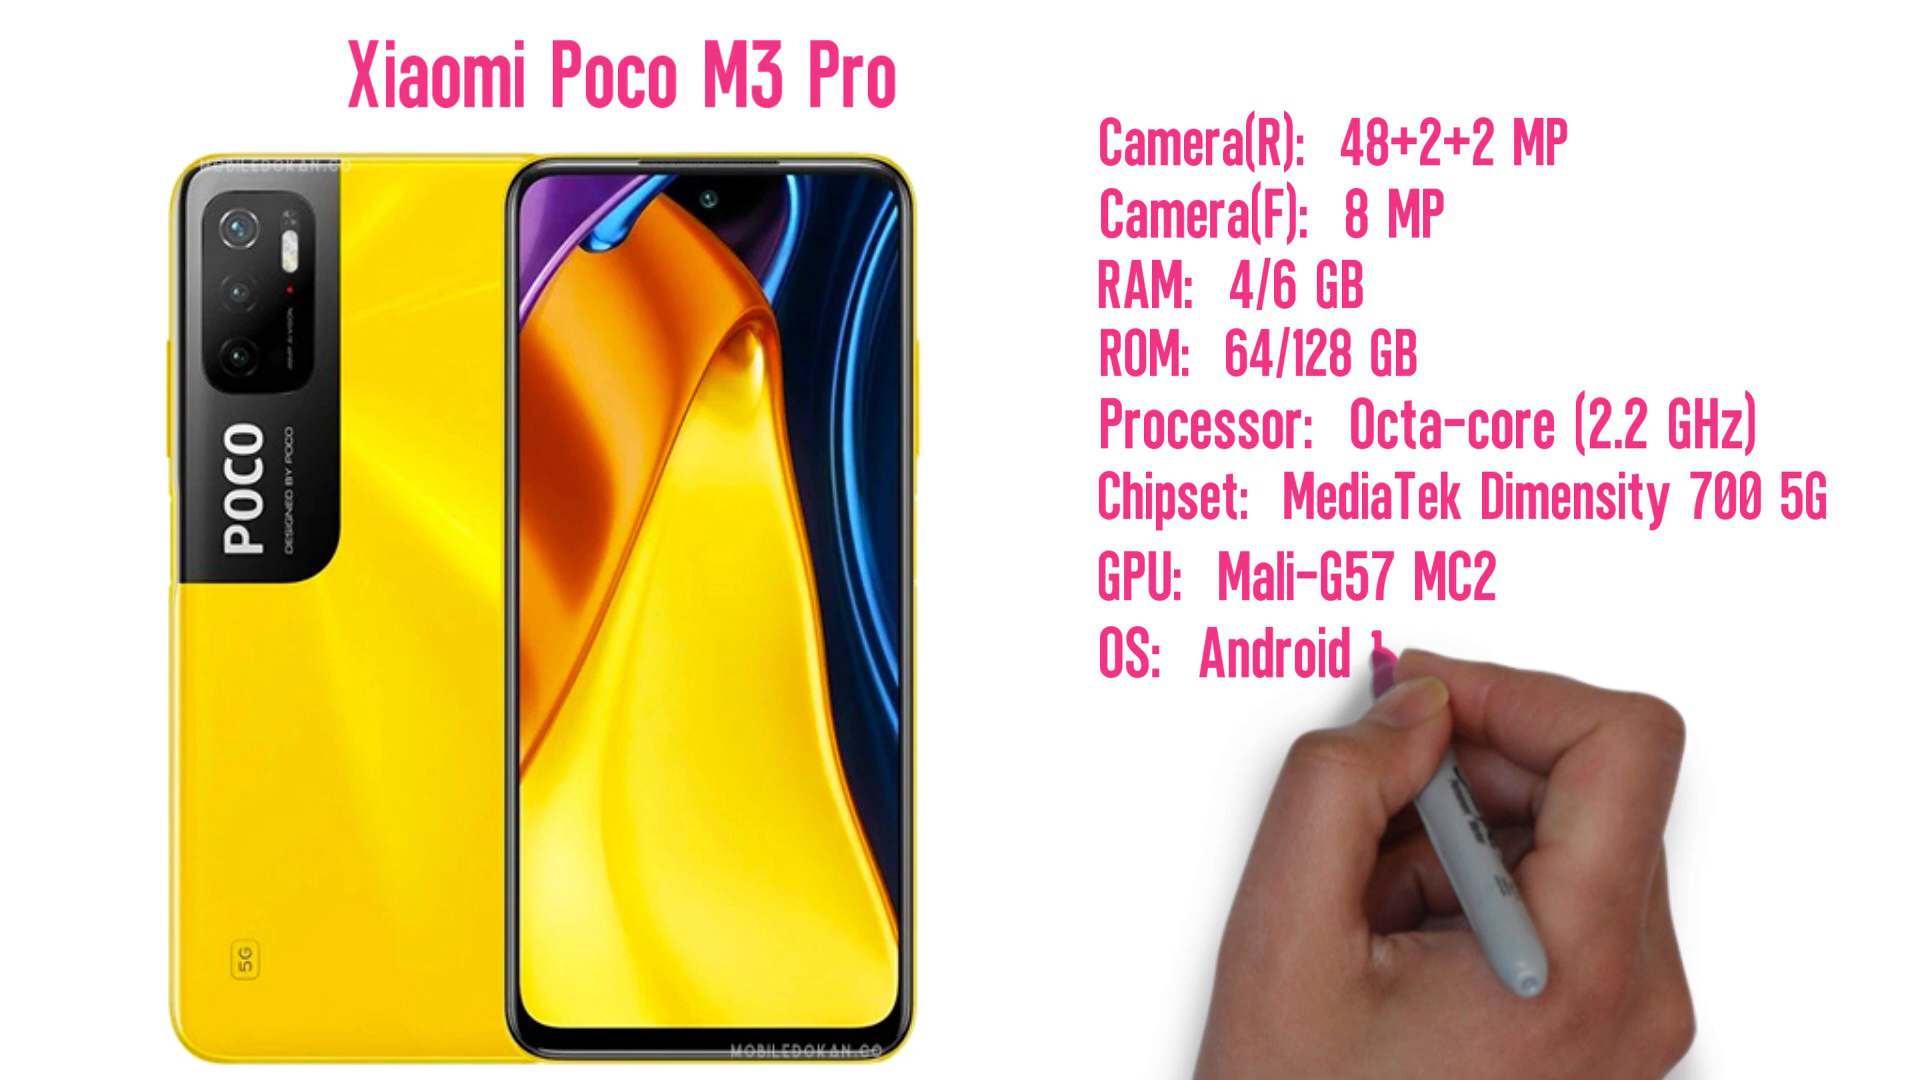 Xiaomi Poco M3 Pro
MOBILEDOKAN.CO
POCO
DESIGNED BY POCO
5G
MOBILEDOKAN.CO
Camera(R): 48+2+2 MP
Camera(F): 8 MP
RAM: 4/6 GB
ROM: 64/128 GB
Processor: Octa-core (2.2 GHz)
Chipset: MediaTek Dimensity 700 5G
GPU: Mali-G57 MC2
OS: Android